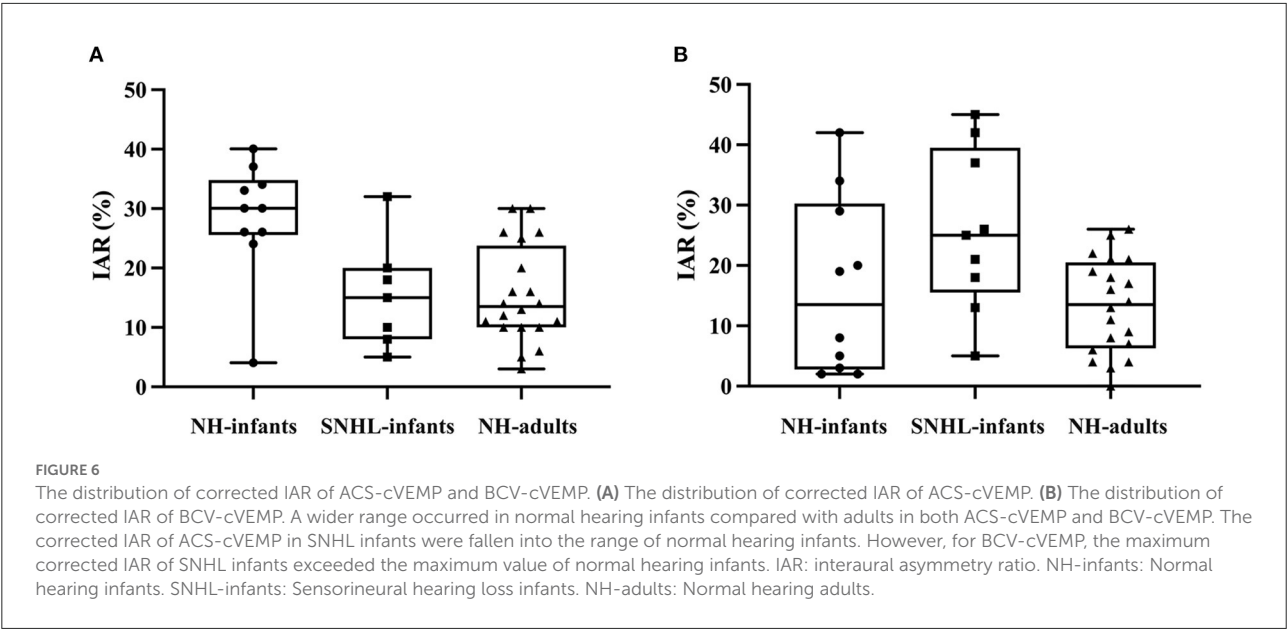 A
B
50
40
30
20
10
0
IAR (%)
NH-infants SNHL-infants NH-adults
50
40
30
20
10
0
IAR (%)
NH-infants SNHL-infants NH-adults
FIGURE 6
The distribution of corrected IAR of ACS-cVEMP and BCV-cVEMP. (A) The distribution of corrected IAR of ACS-cVEMP. (B) The distribution of
corrected IAR of BCV-cVEMP. A wider range occurred in normal hearing infants compared with adults in both ACS-cVEMP and BCV-cVEMP. The
corrected IAR of ACS-cVEMP in SNHL infants were fallen into the range of normal hearing infants. However, for BCV-cVEMP, the maximum
corrected IAR of SNHL infants exceeded the maximum value of normal hearing infants. IAR: interaural asymmetry ratio. NH-infants: Normal
hearing infants. SNHL-infants: Sensorineural hearing loss infants. NH-adults: Normal hearing adults.